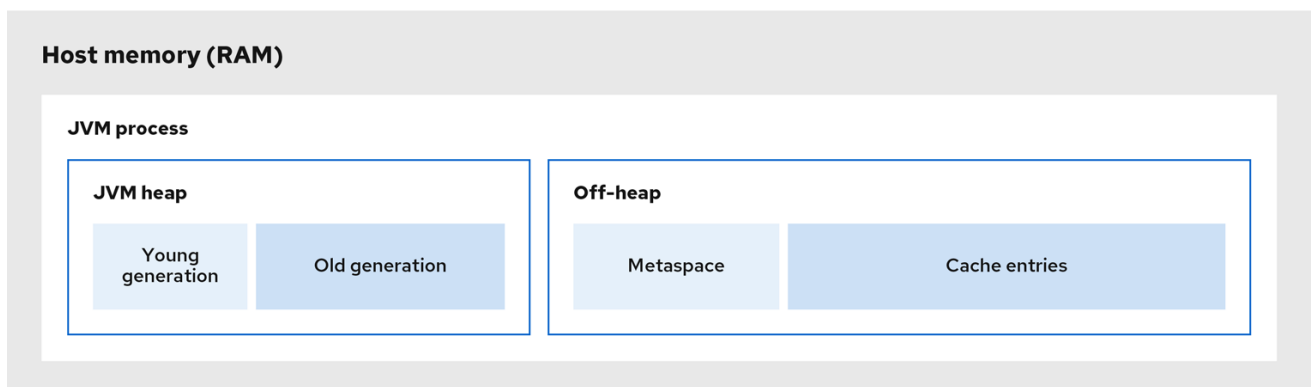 Host memory (RAM)
JVM process
JVM heap
Young
generation
Old generation
Off-heap
Metaspace
Cache entries